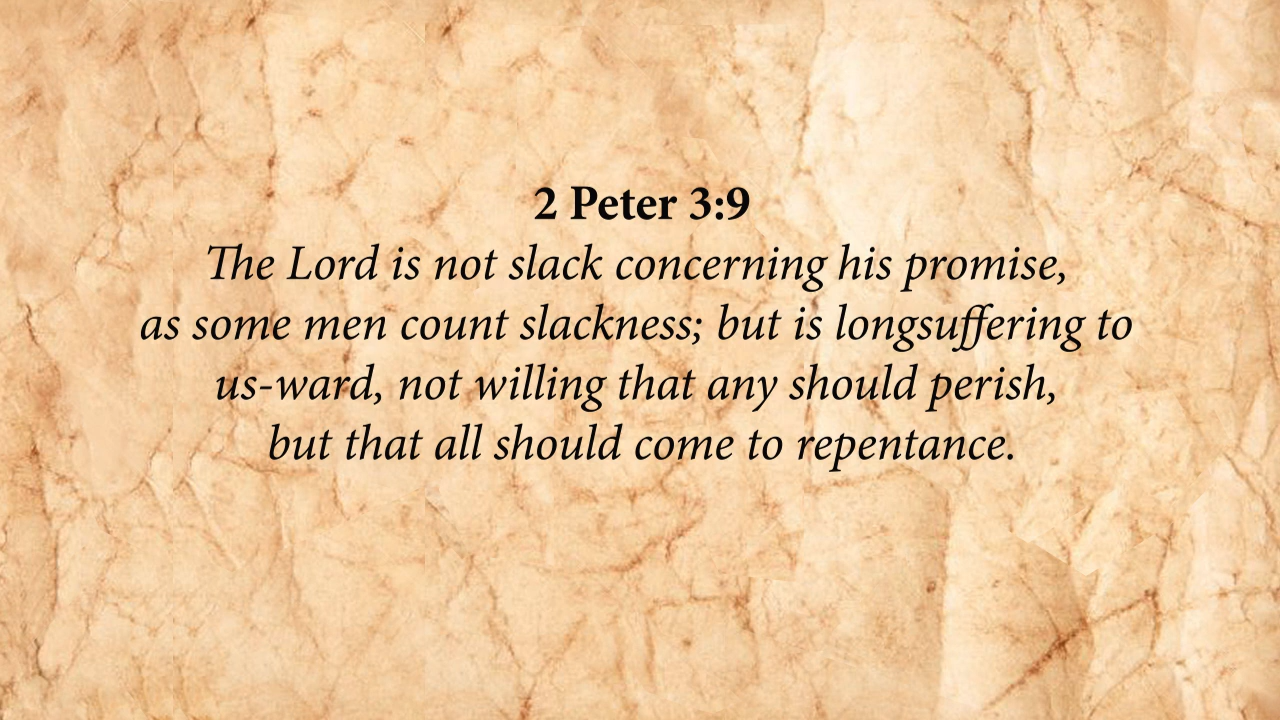 2 Peter 3:9
The Lord is not slack concerning his promise,
as some men count slackness; but is longsuffering to
us-ward, not willing that any should perish,
but that all should come to repentance.